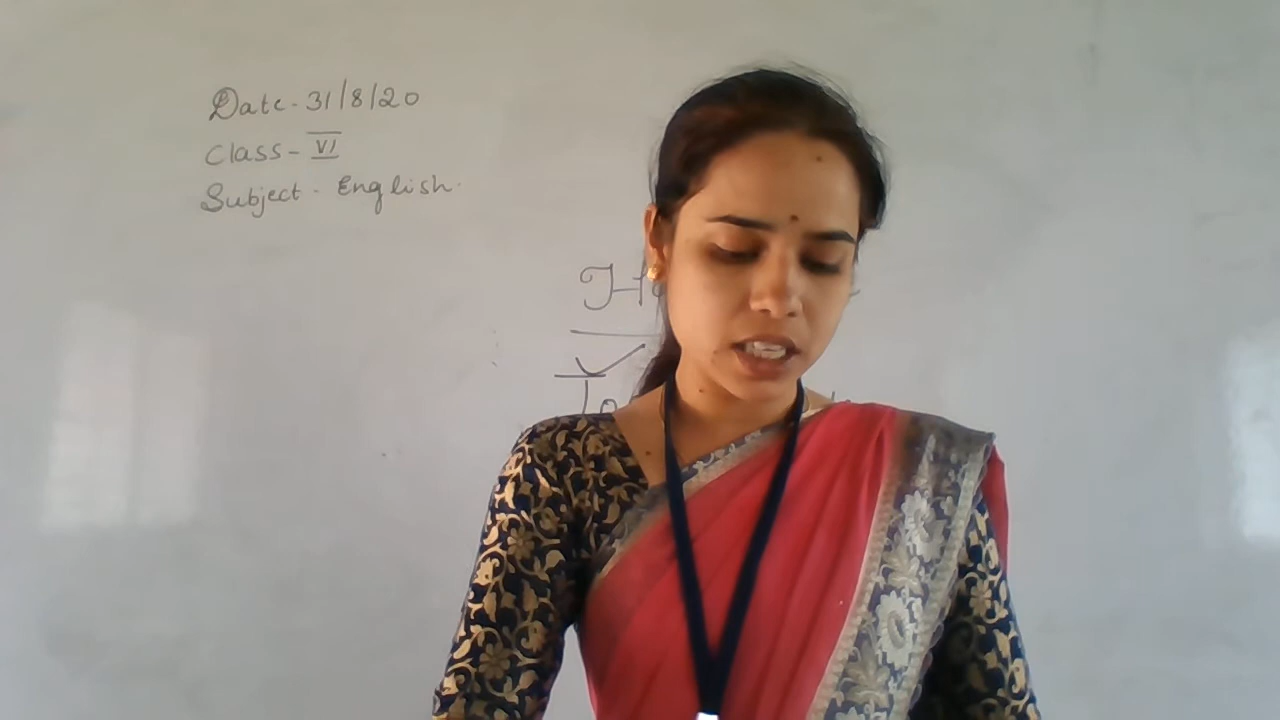 Date - 31/8/20
Class - VI
Subject - English.